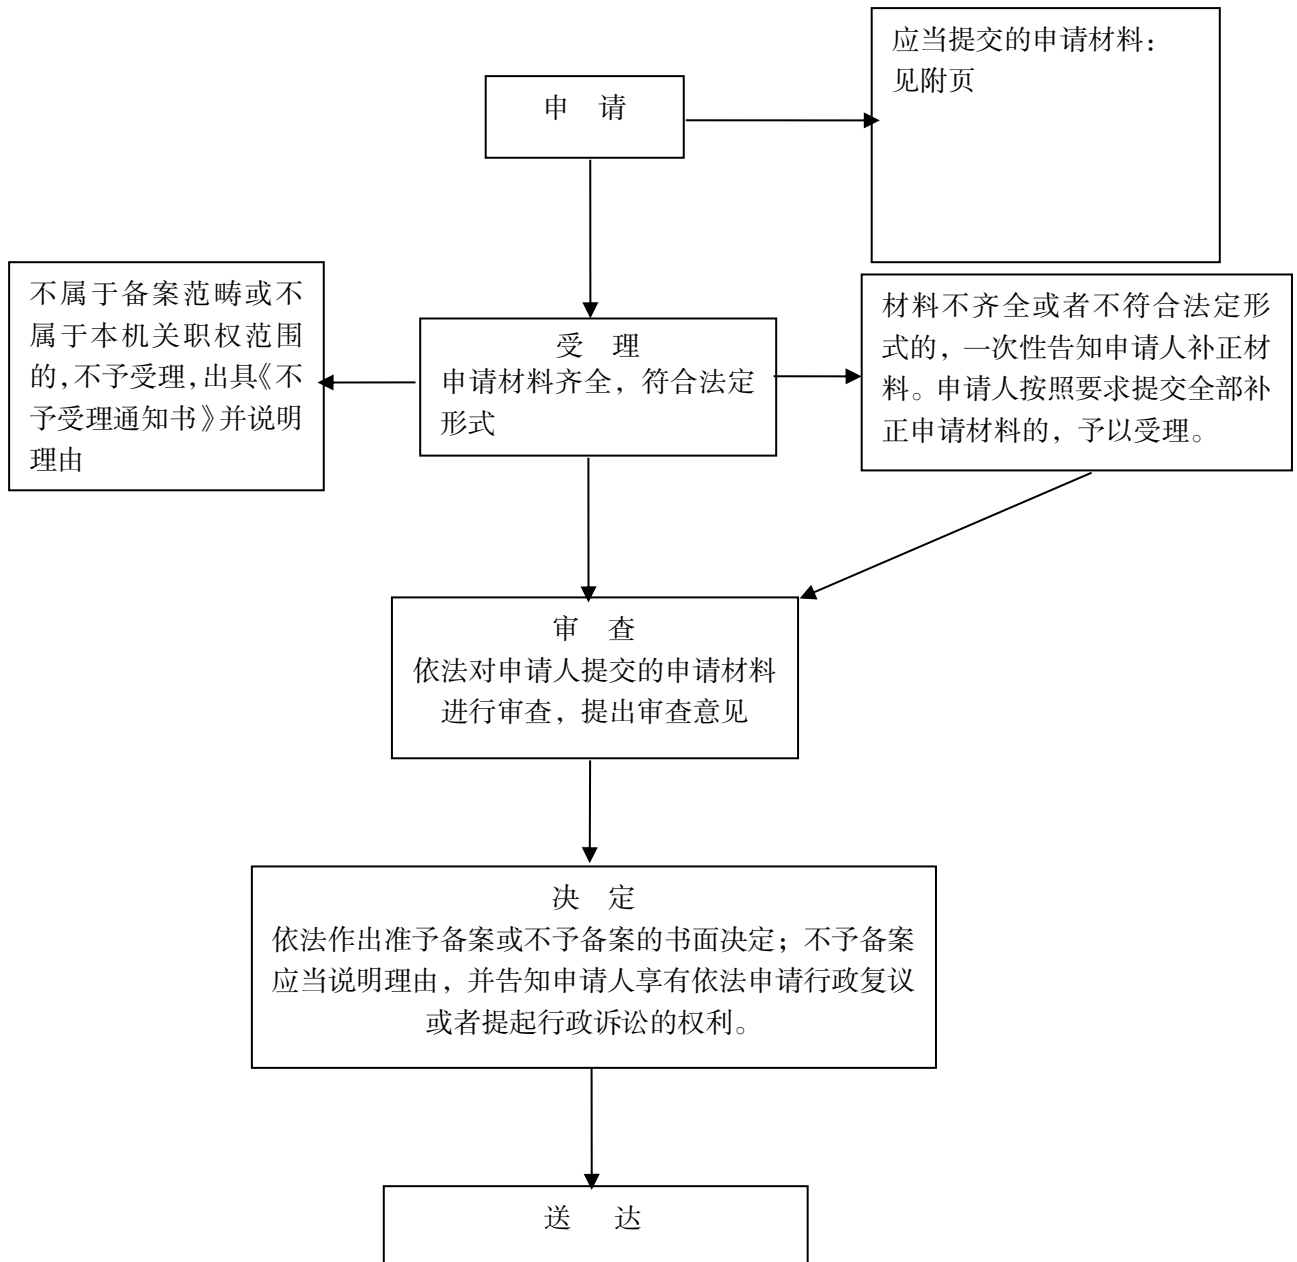 应当提交的申请材料：
见附页
申 请
不属于备案范畴或不
属于本机关职权范围
的，不予受理，出具《不
予受理通知书》并说明
理由
受 理
申请材料齐全，符合法定
形式
材料不齐全或者不符合法定形
式的，一次性告知申请人补正材
料。申请人按照要求提交全部补
正申请材料的，予以受理。
审 查
依法对申请人提交的申请材料
进行审查，提出审查意见
决 定
依法作出准予备案或不予备案的书面决定；不予备案
应当说明理由，并告知申请人享有依法申请行政复议
或者提起行政诉讼的权利。
送 达